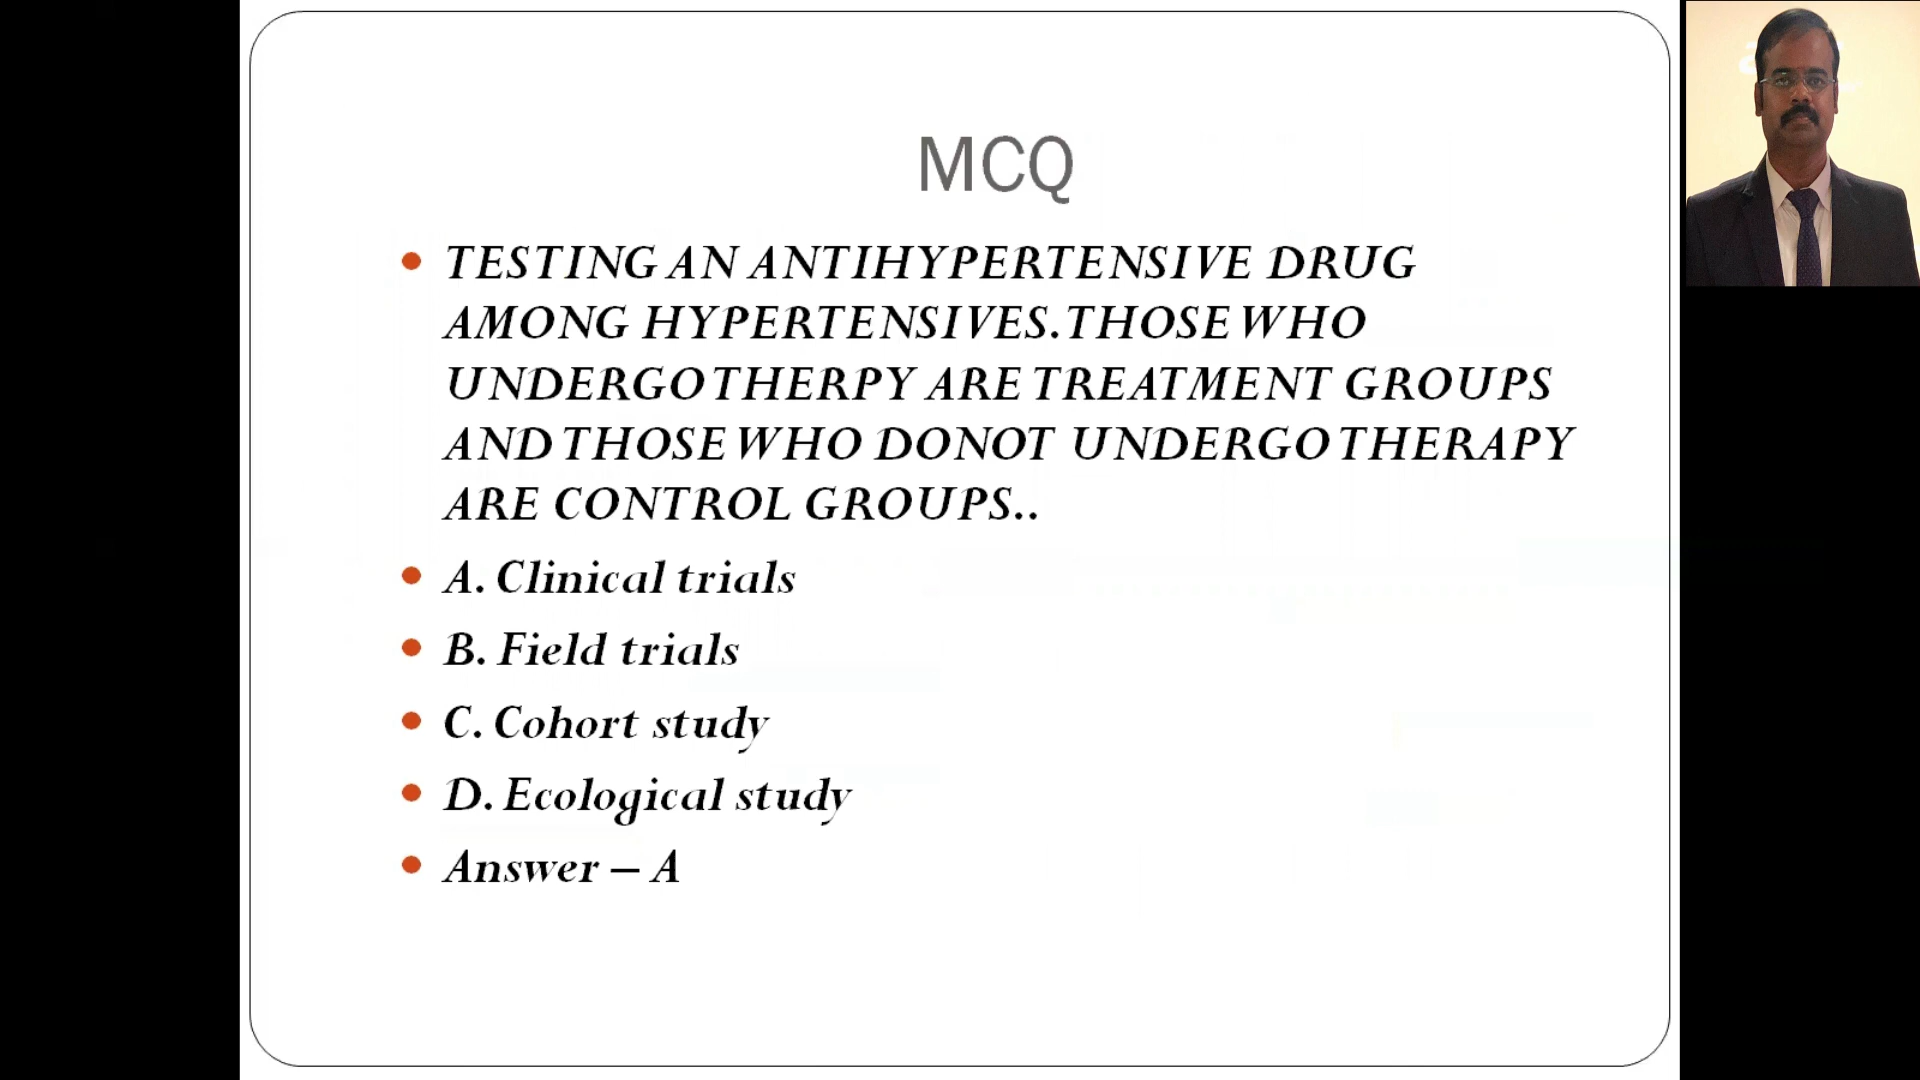 MCQ
TESTING AN ANTIHYPERTENSIVE DRUG
AMONG HYPERTENSIVES. THOSE WHO
UNDERGO THERPY ARE TREATMENT GROUPS
AND THOSE WHO DONOT UNDERGO THERAPY
ARE CONTROL GROUPS..
A. Clinical trials
B. Field trials
C. Cohort study
D. Ecological study
Answer – A